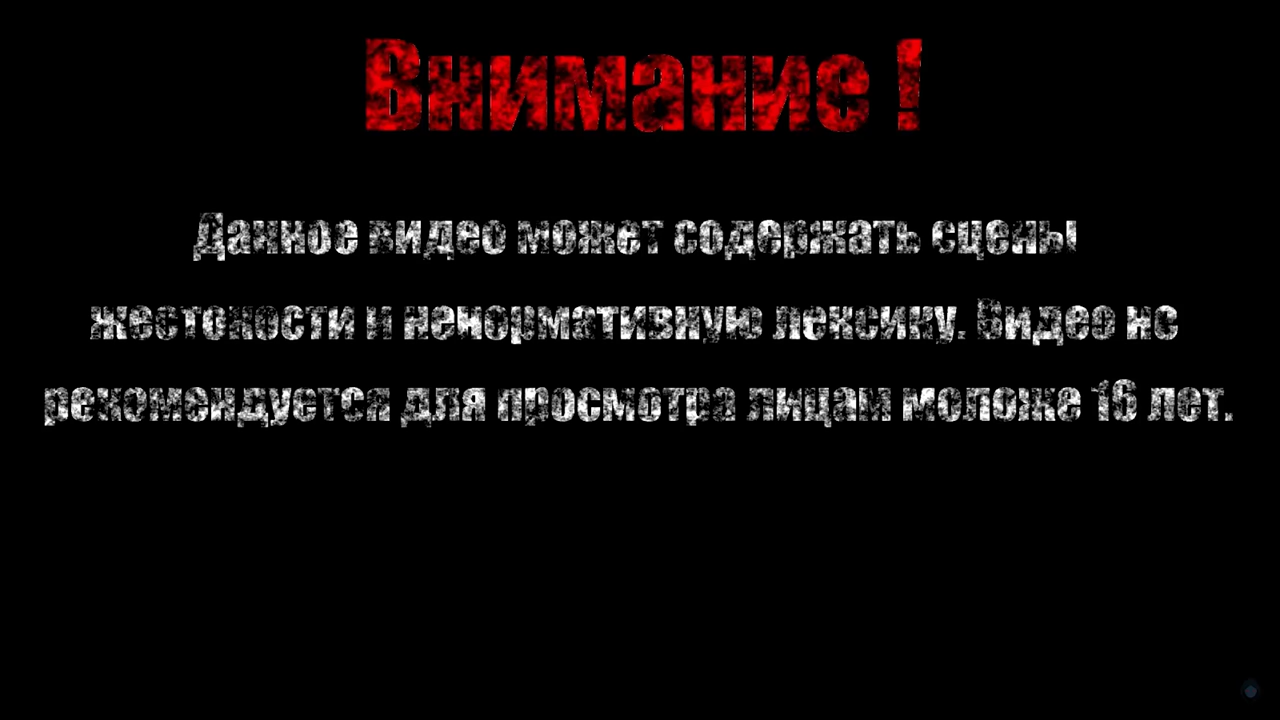 Внимание !
Данное видео может содержать сцены
жестокости и ненормативную лексику. Видео не
рекомендуется для просмотра лицам моложе 16 лет.